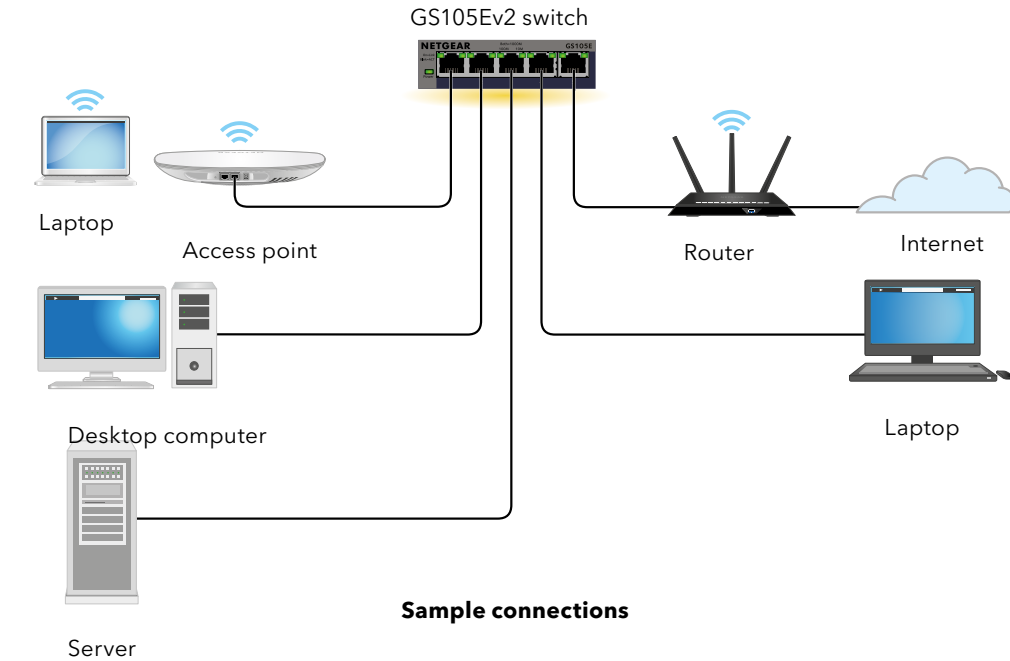 GS105Ev2 switch
NETGEAR
GS105E
Laptop
Access point
Router
Internet
Desktop computer
Laptop
Sample connections
Server